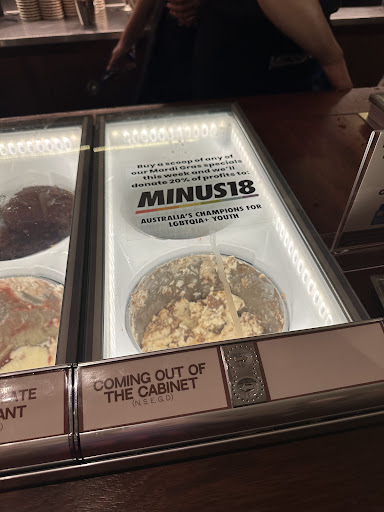 Buy a scoop of any of
our Mardi Gras specials
this week and we'll
donate 20% of profits to:
MINUS18
AUSTRALIA'S CHAMPIONS FOR
LGBTQIA+ YOUTH
COMING OUT OF
THE CABINET
(N.S.E.G.O)
ATE
ANT